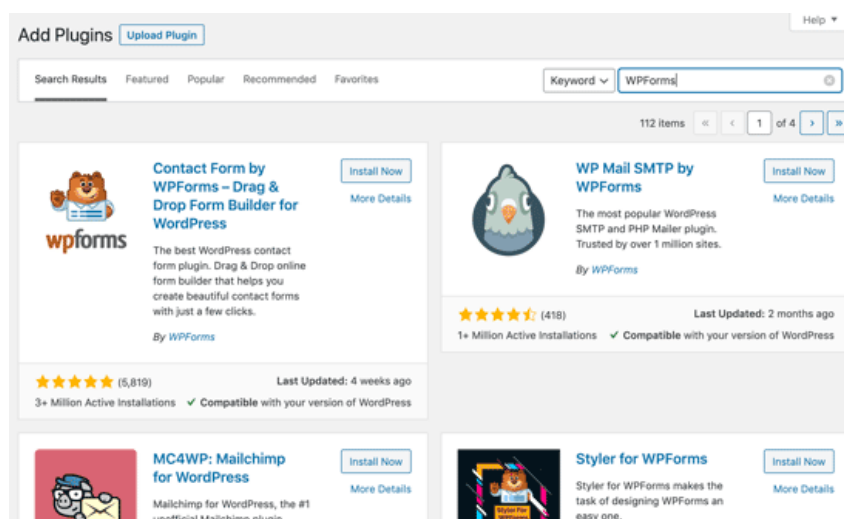 Help ▼
Add Plugins Upload Plugin
Search Results Featured Popular Recommended Favorites Keyword WPForms
112 items « ‹ 1 of 4 › »
wpforms
Contact Form by
WPForms – Drag &
Drop Form Builder for
WordPress
Install Now
More Details
The best WordPress contact
form plugin. Drag & Drop online
form builder that helps you
create beautiful contact forms
with just a few clicks.
By WPForms
(5,819)
Last Updated: 4 weeks ago
3+ Million Active Installations
✓ Compatible with your version of WordPress
WP Mail SMTP by
WPForms
Install Now
More Details
The most popular WordPress
SMTP and PHP Mailer plugin.
Trusted by over 1 million sites.
By WPForms
(418)
Last Updated: 2 months ago
1+ Million Active Installations
✓ Compatible with your version of WordPress
MC4WP: Mailchimp
for WordPress
Install Now
More Details
Mailchimp for WordPress, the #1
unofficial Mailchimp plugin.
Styler For
WPForms
Styler for WPForms
Install Now
More Details
Styler for WPForms makes the
task of designing WPForms an
easy one.